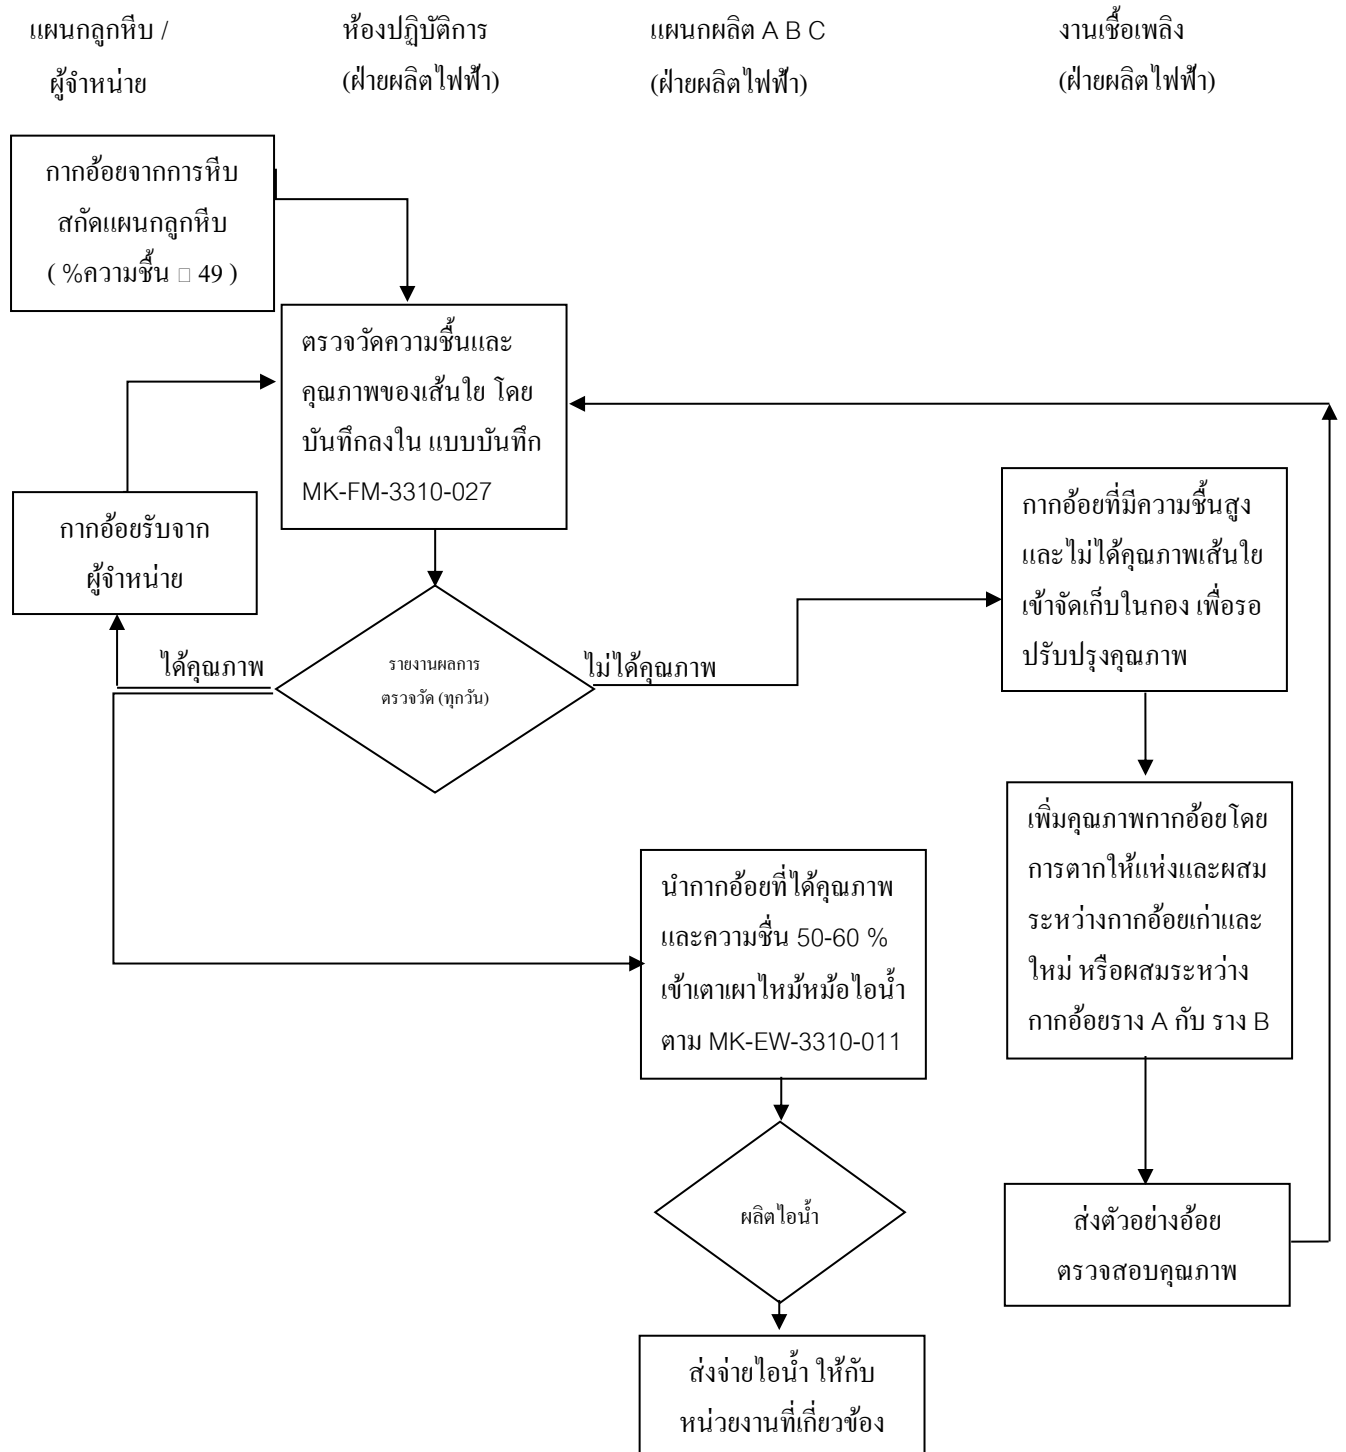 แผนกลูกหีบ /
ผู้จำหน่าย
ห้องปฏิบัติการ
(ฝ่ายผลิตไฟฟ้า)
แผนกผลิต A B C
(ฝ่ายผลิตไฟฟ้า)
งานเชื้อเพลิง
(ฝ่ายผลิตไฟฟ้า)
กากอ้อยจากการหีบ
สกัดแผนกลูกหีบ
( %ความชื้น □ 49 )
ตรวจวัดความชื้นและ
คุณภาพของเส้นใย โดย
บันทึกลงใน แบบบันทึก
MK-FM-3310-027
กากอ้อยรับจาก
ผู้จำหน่าย
ได้คุณภาพ
รายงานผลการ
ตรวจวัด (ทุกวัน)
ไม่ได้คุณภาพ
กากอ้อยที่มีความชื้นสูง
และไม่ได้คุณภาพเส้นใย
เข้าจัดเก็บในกอง เพื่อรอ
ปรับปรุงคุณภาพ
เพิ่มคุณภาพกากอ้อยโดย
การตากให้แห่งและผสม
ระหว่างกากอ้อยเก่าและ
ใหม่ หรือผสมระหว่าง
กากอ้อยราง A กับ ราง B
นำกากอ้อยที่ได้คุณภาพ
และความชื่น 50-60 %
เข้าเตาเผาไหม้หม้อไอน้ำ
ตาม MK-EW-3310-011
ผลิตไอน้ำ
ส่งตัวอย่างอ้อย
ตรวจสอบคุณภาพ
ส่งจ่ายไอน้ำ ให้กับ
หน่วยงานที่เกี่ยวข้อง